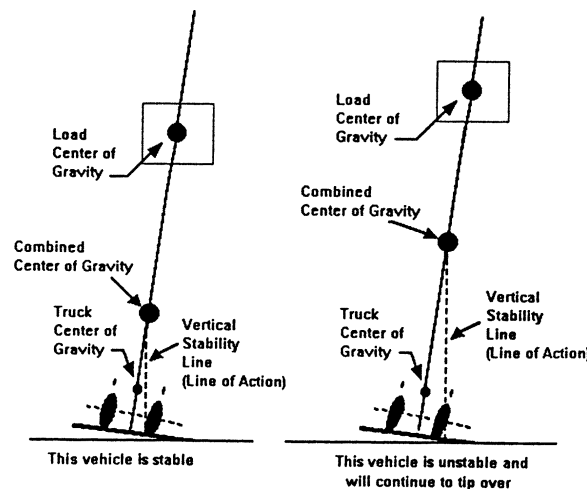 Load
Center of
Gravity
Combined
Center of Gravity
Truck
Center of
Gravity
Vertical
Stability
Line
(Line of Action)
This vehicle is stable
Load
Center of
Gravity
Combined
Center of Gravity
Truck
Center of
Gravity
Vertical
Stability
Line
(Line of Action)
This vehicle is unstable and
will continue to tip over